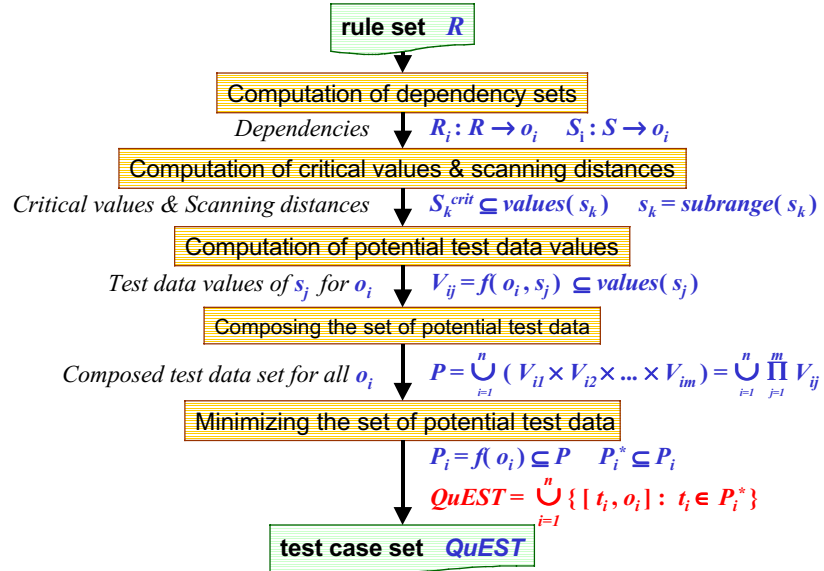 rule set R
Computation of dependency sets
Dependencies R_i : R → o_i S_i : S → o_i
Computation of critical values & scanning distances
Critical values & Scanning distances S_k^crit ⊆ values( s_k ) s_k = subrange( s_k )
Computation of potential test data values
Test data values of s_j for o_i V_ij = f( o_i , s_j ) ⊆ values( s_j )
Composing the set of potential test data
Composed test data set for all o_i P = ∪_{i=1}^{n} ( V_i1 × V_i2 × ... × V_im ) = ∪_{i=1}^{n} ∏_{j=1}^{m} V_ij
Minimizing the set of potential test data
P_i = f( o_i ) ⊆ P P_i^* ⊆ P_i
QuEST = ∪_{i=1}^{n} { [ t_i , o_i ] : t_i ∈ P_i^* }
test case set QuEST